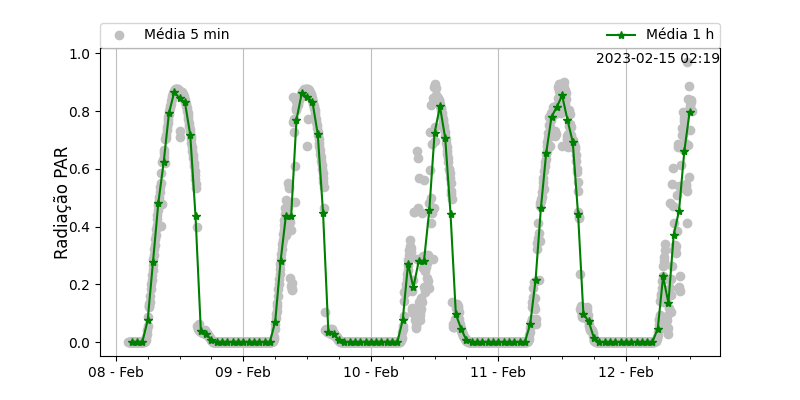 Média 5 min
Média 1 h
2023-02-15 02:19
Radiação PAR
1.0
0.8
0.6
0.4
0.2
0.0
08 - Feb
09 - Feb
10 - Feb
11 - Feb
12 - Feb